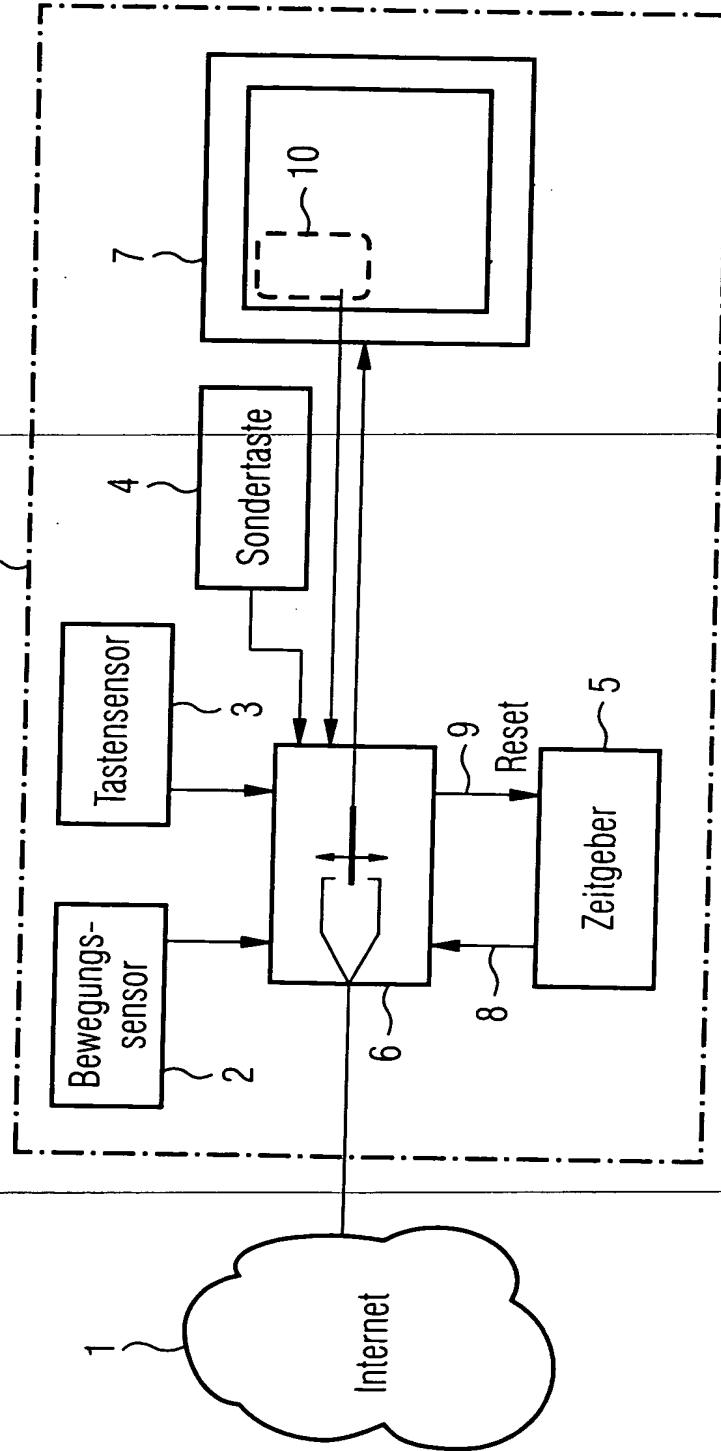 1
Internet
Bewegungs-
sensor
2
Tastensensor
3
4
Sondertaste
7
10
6
8
9
Reset
Zeitgeber
5